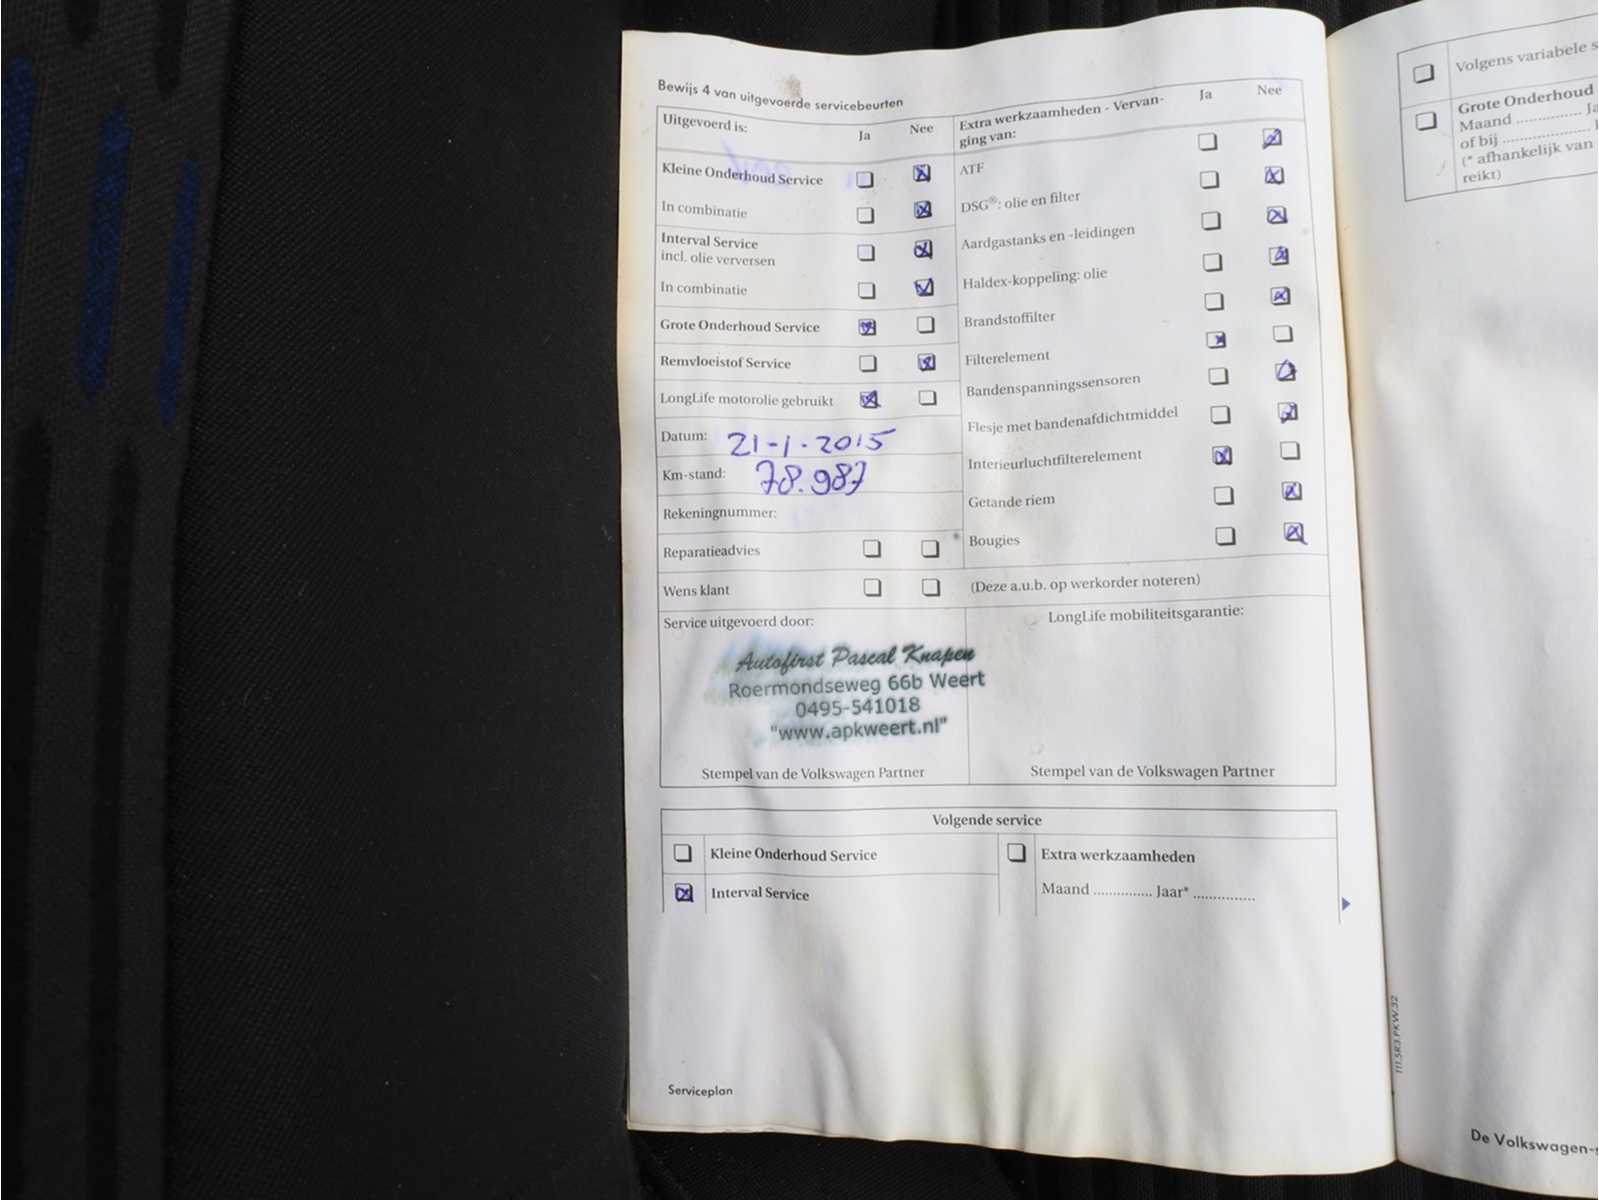 Bewijs 4 van uitgevoerde servicebeurten
Uitgevoerd is:
Ja
Nee
Kleine Onderhoud Service
In combinatie
Interval Service
incl. olie verversen
In combinatie
Grote Onderhoud Service
Remvloeistof Service
LongLife motorolie gebruikt
Datum: 21-1-2015
Km-stand: 78.987
Rekeningnummer:
Reparatieadvies
Wens klant
Extra werkzaamheden - Vervan-
ging van:
Ja
Nee
ATF
DSG®: olie en filter
Aardgastanks en -leidingen
Haldex-koppeling: olie
Brandstoffilter
Filterelement
Bandenspanningssensoren
Flesje met bandenafdichtmiddel
Interieurluchtfilterelement
Getande riem
Bougies
(Deze a.u.b. op werkorder noteren)
Service uitgevoerd door:
Autofirst Pascal Knapen
Roermondseweg 66b Weert
0495-541018
"www.apkweert.nl"
Stempel van de Volkswagen Partner
LongLife mobiliteitsgarantie:
Stempel van de Volkswagen Partner
Volgende service
Kleine Onderhoud Service
Interval Service
Extra werkzaamheden
Maand .............. Jaar* ..............
Serviceplan
111.5R3.PKW.32
Volgens variabele
Grote Onderhoud
Maand ..............
of bij ..............
(* afhankelijk van
reikt)
De Volkswagen-